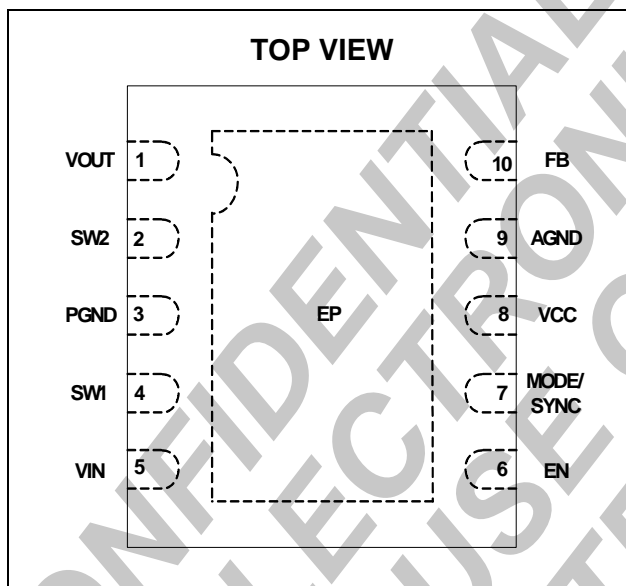 TOP VIEW
VOUT 1
10 FB
SW2 2
9 AGND
PGND 3
EP
8 VCC
SW1 4
7 MODE/
SYNC
VIN 5
6 EN
CONFIDENTIAL